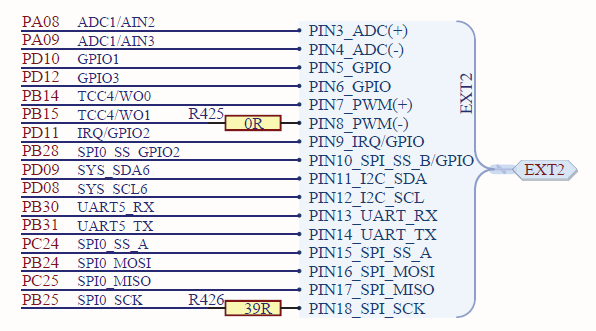 PA08 ADC1/AIN2 PIN3_ADC(+)
PA09 ADC1/AIN3 PIN4_ADC(-)
PD10 GPIO1 PIN5_GPIO
PD12 GPIO3 PIN6_GPIO
PB14 TCC4/WO0 PIN7_PWM(+)
PB15 TCC4/WO1 R425 0R PIN8_PWM(-)
PD11 IRQ/GPIO2 PIN9_IRQ/GPIO
PB28 SPI0_SS_GPIO2 PIN10_SPI_SS_B/GPIO
PD09 SYS_SDA6 PIN11_I2C_SDA
PD08 SYS_SCL6 PIN12_I2C_SCL
PB30 UART5_RX PIN13_UART_RX
PB31 UART5_TX PIN14_UART_TX
PC24 SPI0_SS_A PIN15_SPI_SS_A
PB24 SPI0_MOSI PIN16_SPI_MOSI
PC25 SPI0_MISO PIN17_SPI_MISO
PB25 SPI0_SCK R426 39R PIN18_SPI_SCK
EXT2
EXT2